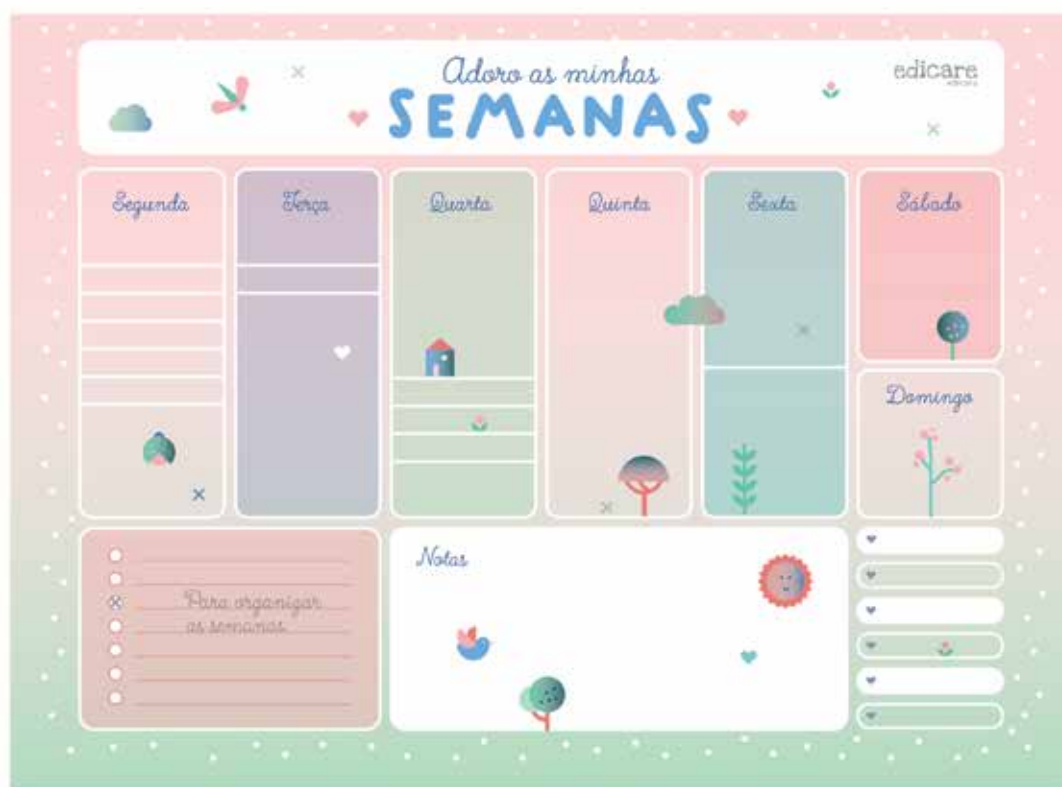 Adoro as minhas
SEMANAS
edicare
Segunda
Terça
Quarta
Quinta
Sexta
Sábado
Domingo
Para organizar
as semanas
Notas